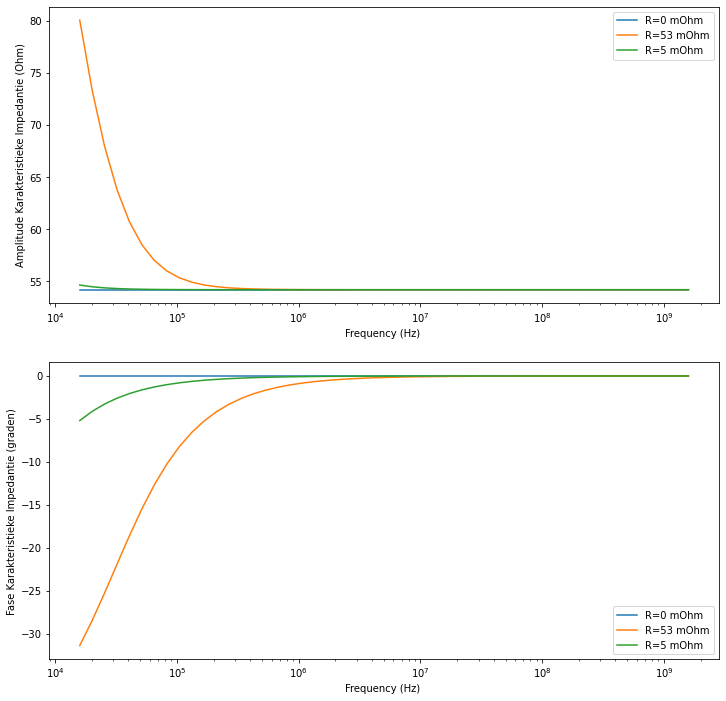 R=0 mOhm
R=53 mOhm
R=5 mOhm
Amplitude Karakteristieke Impedantie (Ohm)
80
75
70
65
60
55
10⁴ 10⁵ 10⁶ 10⁷ 10⁸ 10⁹
Frequency (Hz)
Fase Karakteristieke Impedantie (graden)
0
−5
−10
−15
−20
−25
−30
R=0 mOhm
R=53 mOhm
R=5 mOhm
10⁴ 10⁵ 10⁶ 10⁷ 10⁸ 10⁹
Frequency (Hz)